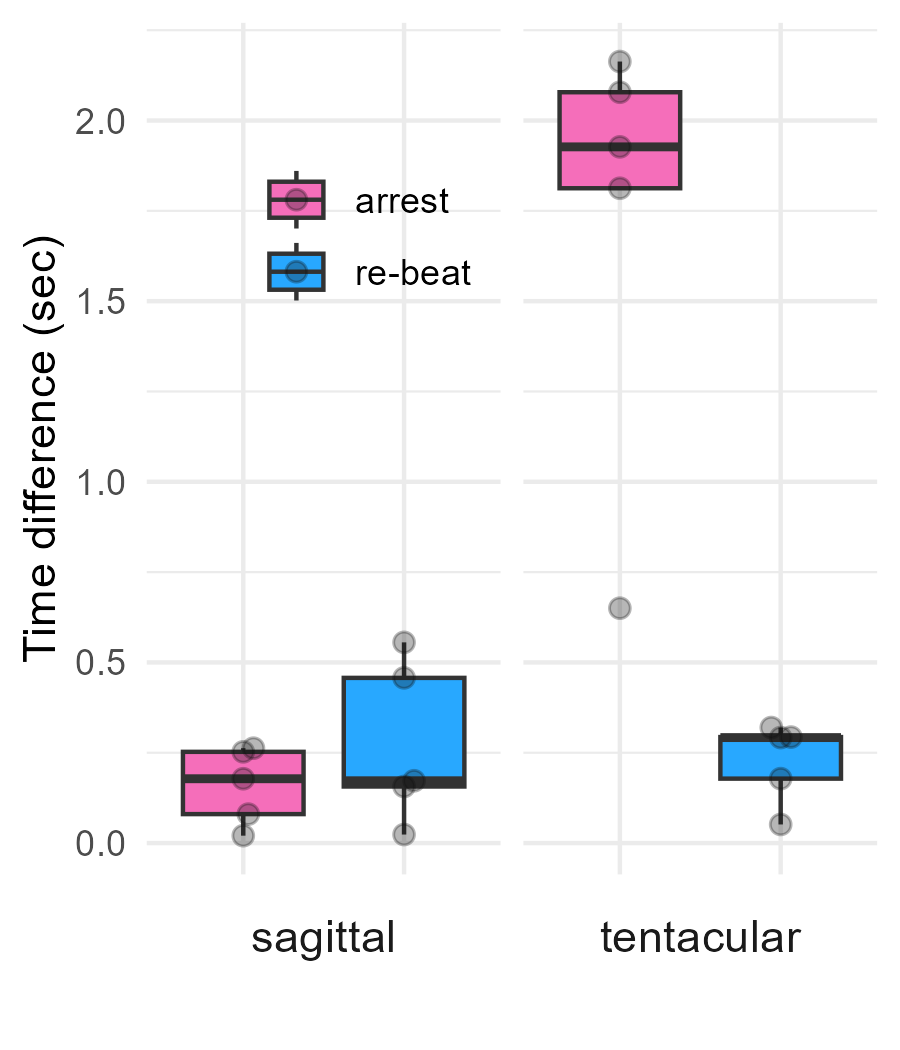 Time difference (sec)
2.0
1.5
1.0
0.5
0.0
arrest
re-beat
sagittal
tentacular